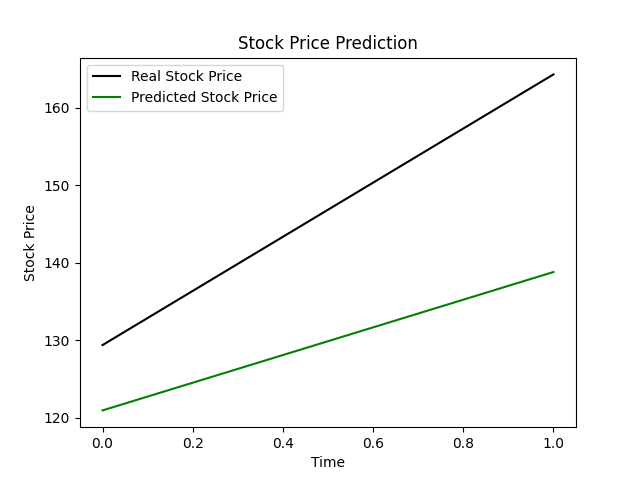 Stock Price Prediction
Real Stock Price
Predicted Stock Price
160
150
140
130
120
Stock Price
0.0 0.2 0.4 0.6 0.8 1.0
Time